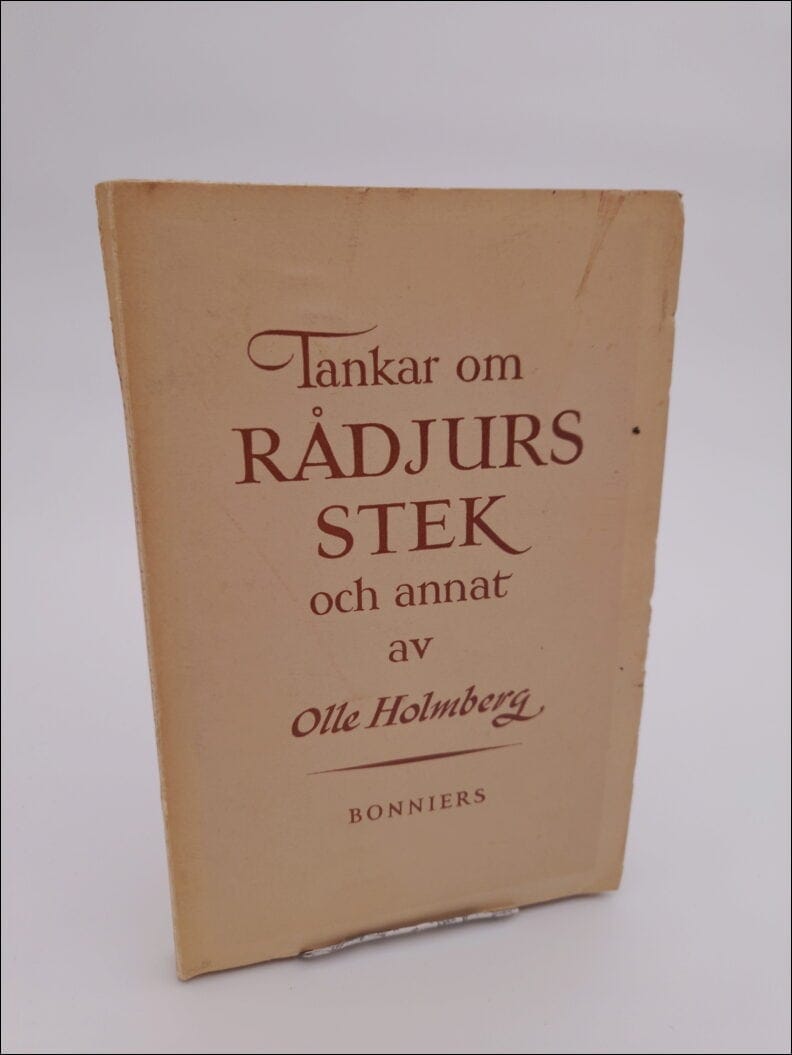 Tankar om
RÅDJURS
STEK
och annat
av
Olle Holmberg
BONNIERS